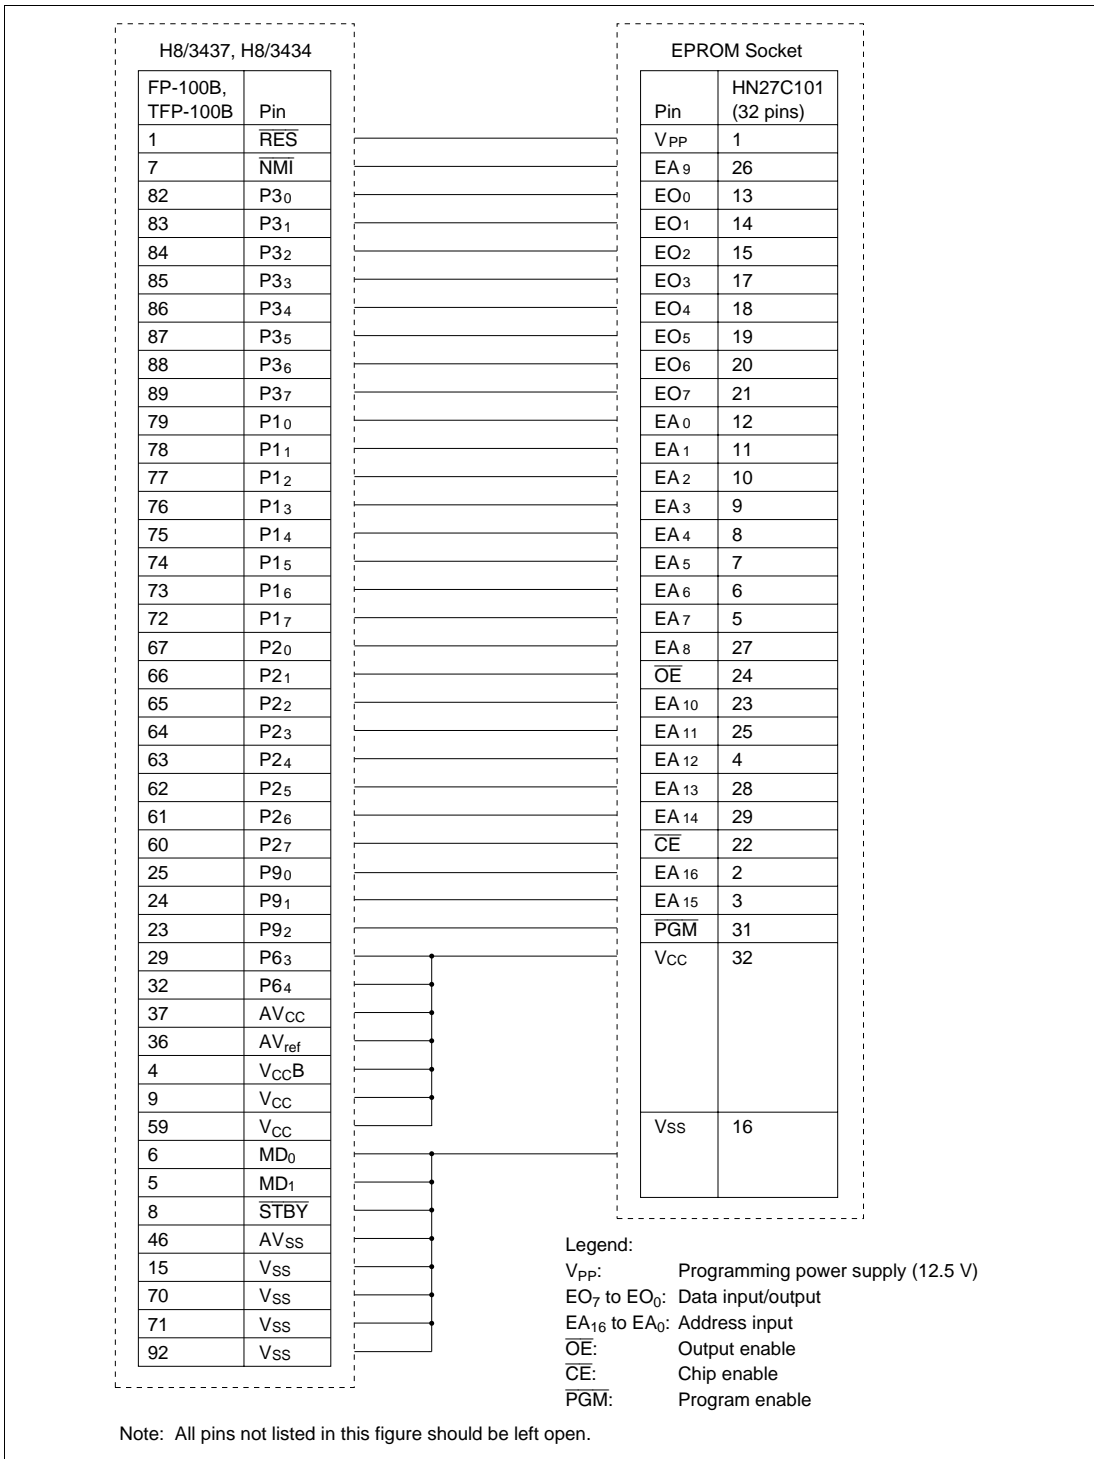 H8/3437, H8/3434 EPROM Socket
FP-100B, HN27C101
TFP-100B Pin Pin (32 pins)
1 R̅E̅S̅ VPP 1
7 N̅M̅I̅ EA9 26
82 P30 EO0 13
83 P31 EO1 14
84 P32 EO2 15
85 P33 EO3 17
86 P34 EO4 18
87 P35 EO5 19
88 P36 EO6 20
89 P37 EO7 21
79 P10 EA0 12
78 P11 EA1 11
77 P12 EA2 10
76 P13 EA3 9
75 P14 EA4 8
74 P15 EA5 7
73 P16 EA6 6
72 P17 EA7 5
67 P20 EA8 27
66 P21 O̅E̅ 24
65 P22 EA10 23
64 P23 EA11 25
63 P24 EA12 4
62 P25 EA13 28
61 P26 EA14 29
60 P27 C̅E̅ 22
25 P90 EA16 2
24 P91 EA15 3
23 P92 P̅G̅M̅ 31
29 P63 VCC 32
32 P64
37 AVCC
36 AVref
4 VCCB
9 VCC
59 VCC VSS 16
6 MD0
5 MD1
8 S̅T̅B̅Y̅
46 AVSS
15 VSS
70 VSS
71 VSS
92 VSS
Legend:
VPP: Programming power supply (12.5 V)
EO7 to EO0: Data input/output
EA16 to EA0: Address input
O̅E̅: Output enable
C̅E̅: Chip enable
P̅G̅M̅: Program enable
Note: All pins not listed in this figure should be left open.